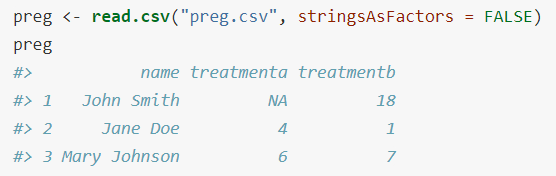 preg <- read.csv("preg.csv", stringsAsFactors = FALSE)
preg
#>           name treatmenta treatmentb
#> 1   John Smith         NA         18
#> 2     Jane Doe          4          1
#> 3 Mary Johnson          6          7